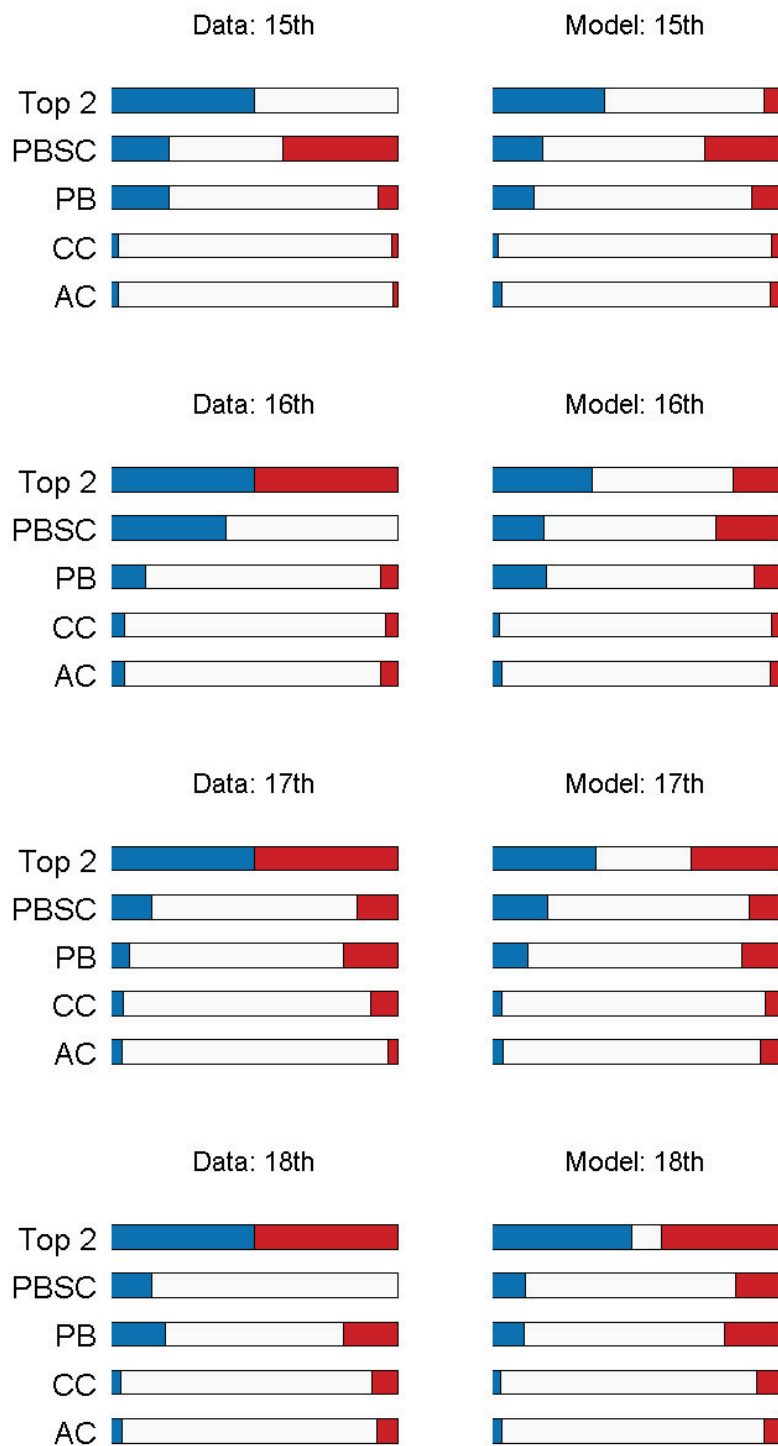 Data: 15th Model: 15th
Top 2
PBSC
PB
CC
AC
Data: 16th Model: 16th
Top 2
PBSC
PB
CC
AC
Data: 17th Model: 17th
Top 2
PBSC
PB
CC
AC
Data: 18th Model: 18th
Top 2
PBSC
PB
CC
AC